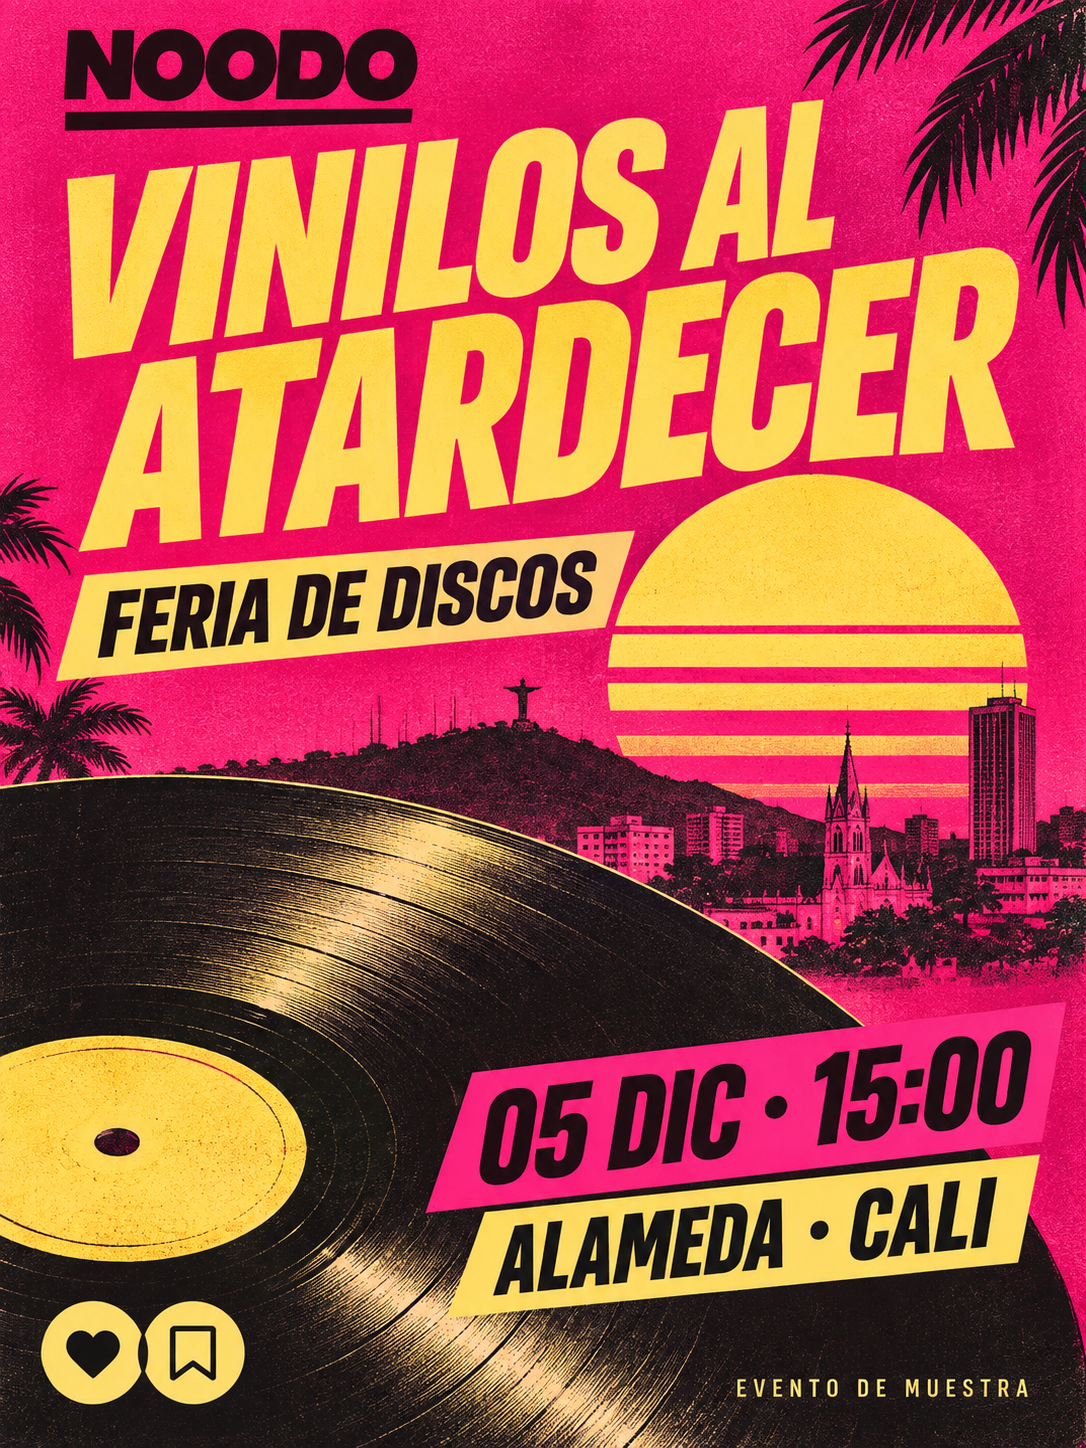 NOODO
VINILOS AL
ATARDECER
FERIA DE DISCOS
05 DIC • 15:00
ALAMEDA • CALI
EVENTO DE MUESTRA